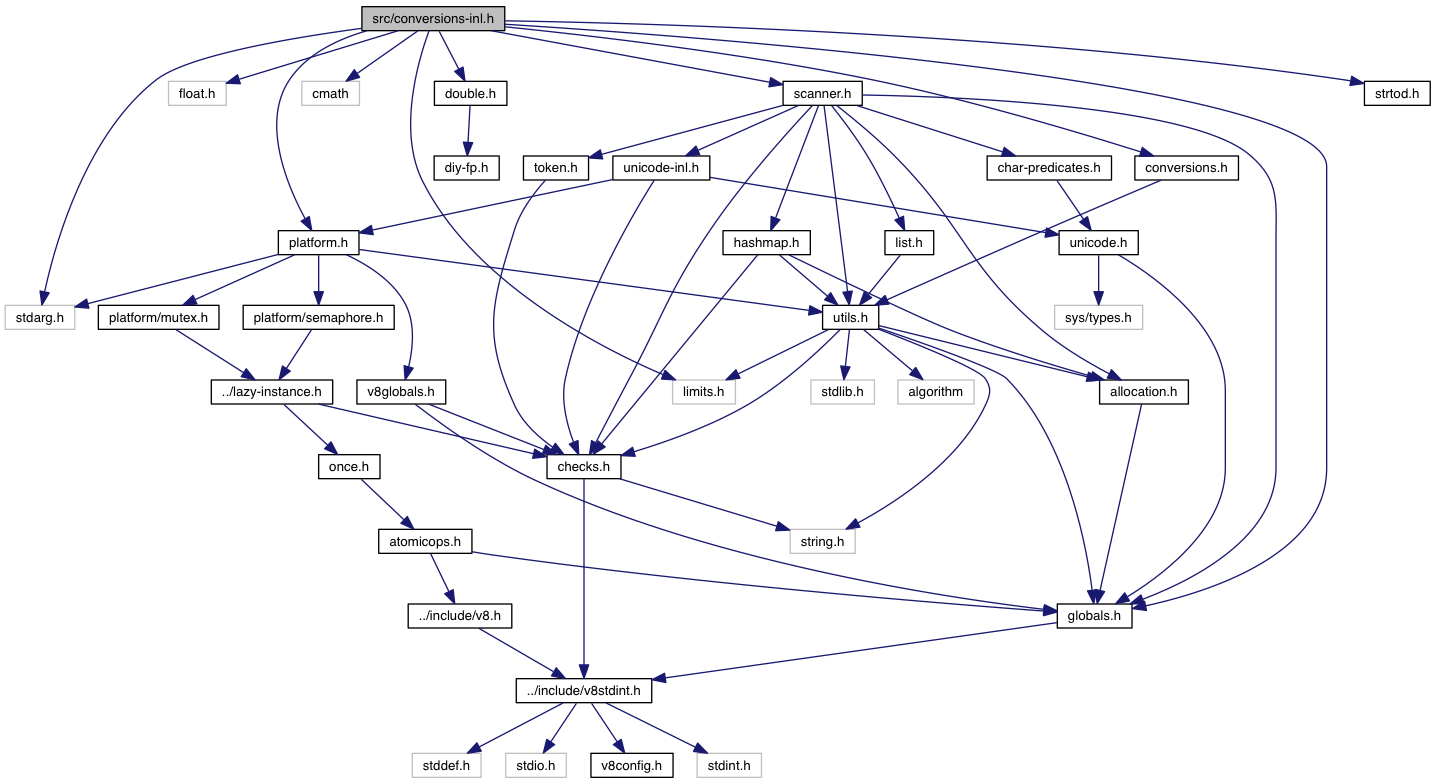 src/conversions-inl.h
float.h
cmath
double.h
scanner.h
strtod.h
diy-fp.h
token.h
unicode-inl.h
char-predicates.h
conversions.h
platform.h
hashmap.h
list.h
unicode.h
stdarg.h
platform/mutex.h
platform/semaphore.h
utils.h
sys/types.h
../lazy-instance.h
v8globals.h
limits.h
stdlib.h
algorithm
allocation.h
once.h
checks.h
atomicops.h
string.h
../include/v8.h
globals.h
../include/v8stdint.h
stddef.h
stdio.h
v8config.h
stdint.h